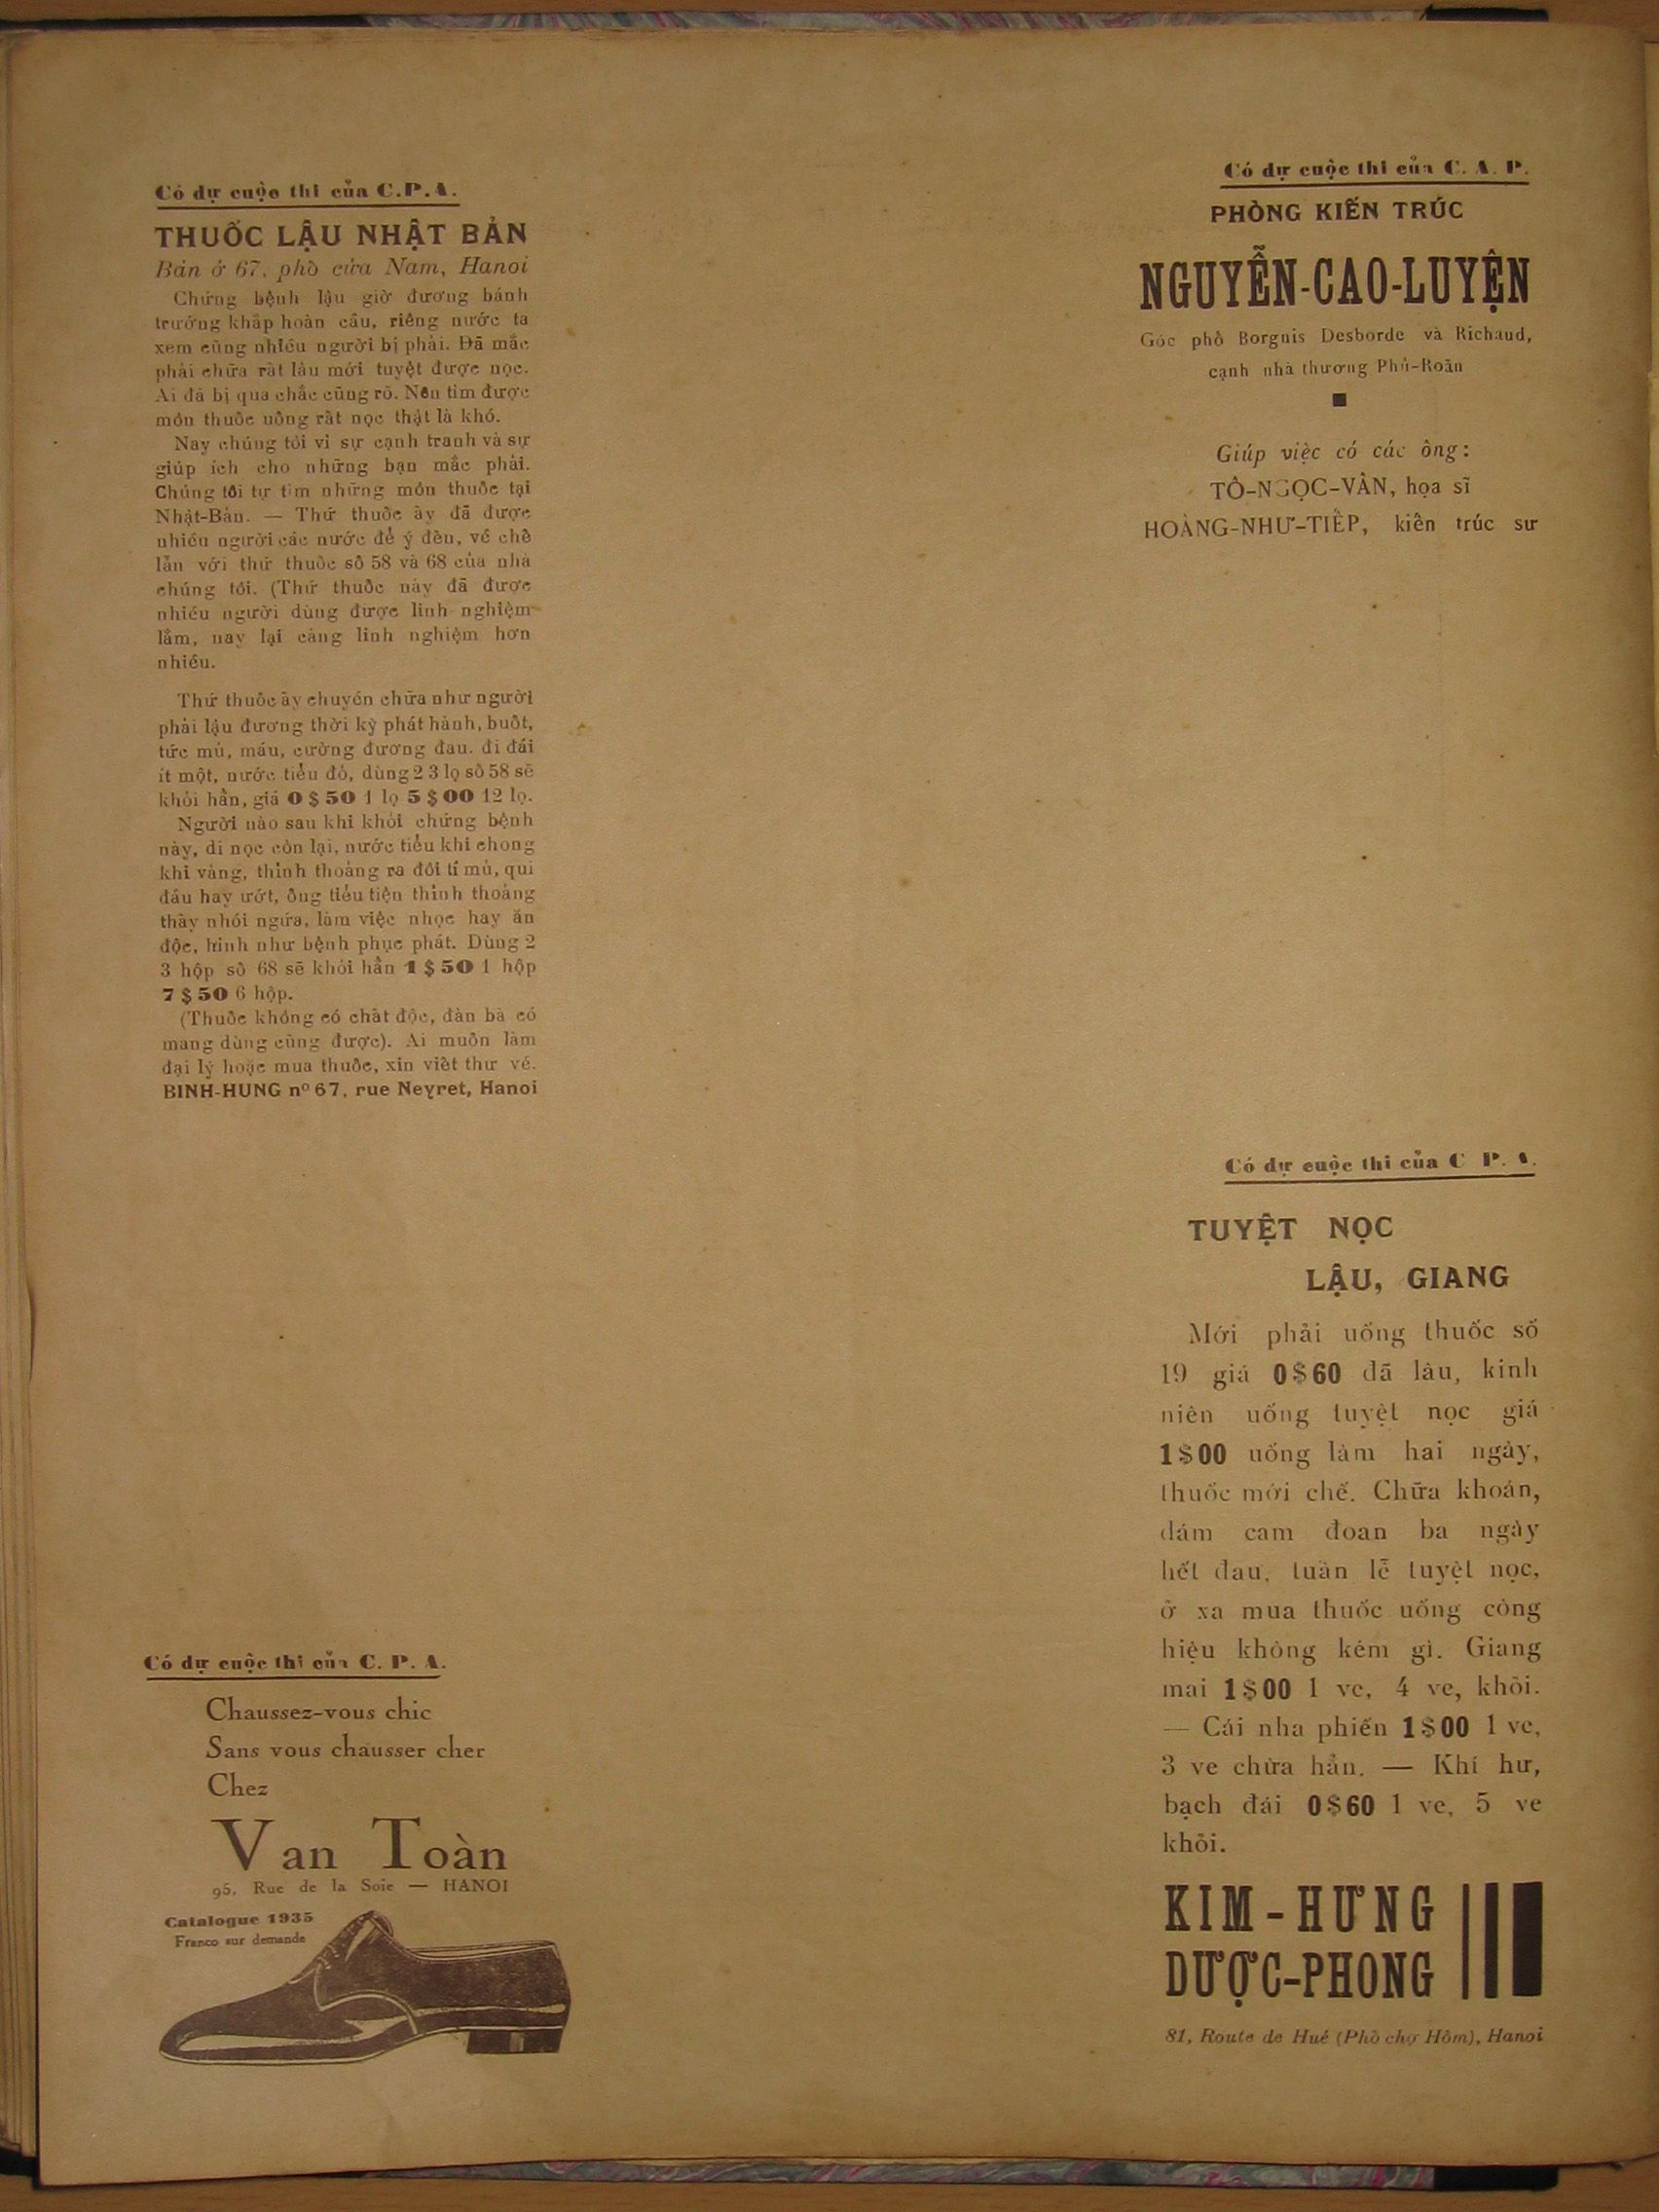 Có dự cuộc thi của C.P.A.
THUỐC LẬU NHẬT BẢN
Bán ở 67, phố cửa Nam, Hanoi
Chứng bệnh lậu giờ đương bánh
trướng khắp hoàn cầu, riêng nước ta
xem cũng nhiều người bị phải. Đã mắc
phải chữa rất lâu mới tuyệt được nọc.
Ai đã bị qua chắc cũng rõ. Nên tìm được
món thuốc uống rất nọc thật là khó.
Nay chúng tôi vì sự cạnh tranh và sự
giúp ích cho những bạn mắc phải.
Chúng tôi tự tìm những môn thuốc tại
Nhật-Bản. — Thứ thuốc ấy đã được
nhiều người các nước để ý đến, về chế
lẫn với thứ thuốc số 58 và 68 của nhà
chúng tôi. (Thứ thuốc này đã được
nhiều người dùng được linh nghiệm
lắm, nay lại càng linh nghiệm hơn
nhiều.
Thứ thuốc ấy chuyên chữa như người
phải lậu đương thời kỳ phát hành, buốt,
tức mủ, máu, cường dương đau. đi đái
ít một, nước tiểu đỏ, dùng 2 3 lọ số 58 sẽ
khỏi hẳn, giá 0$50 1 lọ 5$00 12 lọ.
Người nào sau khi khỏi chứng bệnh
này, di nọc còn lại, nước tiểu khi chong
khi vàng, thỉnh thoảng ra đôi tí mủ, qui
đầu hay ướt, ống tiểu tiện thỉnh thoảng
thấy nhói ngứa, làm việc nhọc hay ăn
độc, hình như bệnh phục phát. Dùng 2
3 hộp số 68 sẽ khỏi hẳn 1$50 1 hộp
7$50 6 hộp.
(Thuốc không có chất độc, đàn bà có
mang dùng cũng được). Ai muốn làm
đại lý hoặc mua thuốc, xin viết thư về.
BINH-HUNG nº 67, rue Neyret, Hanoi
Có dự cuộc thi của C. P. A.
Chaussez-vous chic
Sans vous chausser cher
Chez
Van Toàn
95, Rue de la Soie — HANOI
Catalogue 1935
Franco sur demande
Có dự cuộc thi của C. A. P.
PHÒNG KIẾN TRÚC
NGUYỄN-CAO-LUYỆN
Góc phố Borgnis Desborde và Richaud,
cạnh nhà thương Phủ-Roãn
Giúp việc có các ông:
TÔ-NGỌC-VÂN, họa sĩ
HOÀNG-NHƯ-TIẾP, kiến trúc sư
Có dự cuộc thi của C P. A.
TUYỆT NỌC
LẬU, GIANG
Mới phải uống thuốc số
19 giá 0$60 đã lâu, kinh
niên uống tuyệt nọc giá
1$00 uống làm hai ngày,
thuốc mới chế. Chữa khoán,
dám cam đoan ba ngày
hết đau, tuần lễ tuyệt nọc,
ở xa mua thuốc uống công
hiệu không kém gì. Giang
mai 1$00 1 ve, 4 ve, khỏi.
— Cái nha phiến 1$00 1 ve,
3 ve chừa hẳn. — Khí hư,
bạch đái 0$60 1 ve, 5 ve
khỏi.
KIM-HƯNG
DƯỢC-PHONG
81, Route de Hué (Phố chợ Hôm), Hanoi